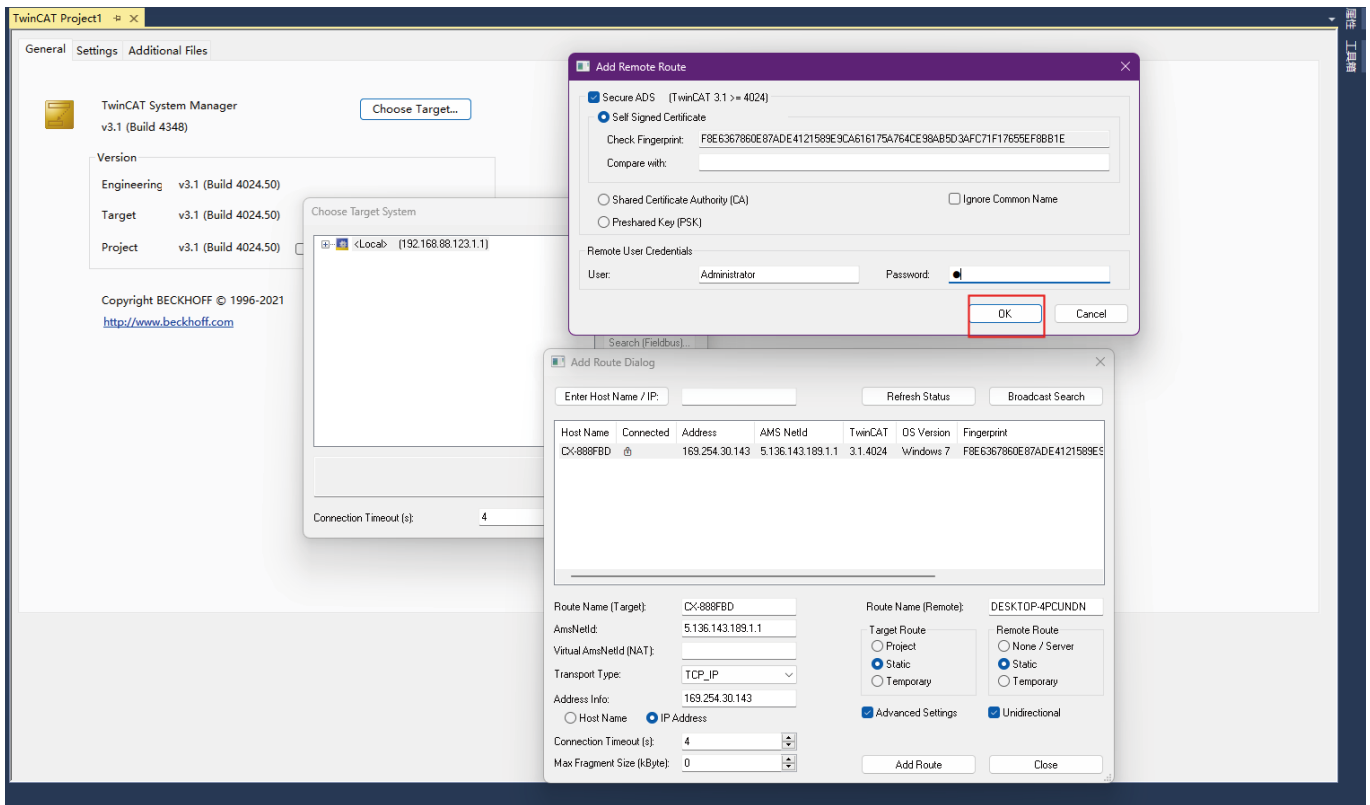 TwinCAT Project1
属性
工具箱
General Settings Additional Files
TwinCAT System Manager
v3.1 (Build 4348)
Choose Target...
Version
Engineering v3.1 (Build 4024.50)
Target v3.1 (Build 4024.50)
Project v3.1 (Build 4024.50)
Copyright BECKHOFF © 1996-2021
http://www.beckhoff.com
Choose Target System
<Local> (192.168.88.123.1.1)
Search (Fieldbus)...
Connection Timeout (s): 4
Add Remote Route
Secure ADS (TwinCAT 3.1 >= 4024)
Self Signed Certificate
Check Fingerprint: F8E6367860E87ADE4121589E9CA616175A764CE98AB5D3AFC71F17655EF8BB1E
Compare with:
Shared Certificate Authority (CA) Ignore Common Name
Preshared Key (PSK)
Remote User Credentials
User: Administrator Password:
OK Cancel
Add Route Dialog
Enter Host Name / IP: Refresh Status Broadcast Search
Host Name Connected Address AMS NetId TwinCAT OS Version Fingerprint
CX-888FBD 169.254.30.143 5.136.143.189.1.1 3.1.4024 Windows 7 F8E6367860E87ADE4121589E9
Route Name (Target): CX-888FBD Route Name (Remote): DESKTOP-4PCUNDN
AmsNetId: 5.136.143.189.1.1 Target Route Remote Route
Virtual AmsNetId (NAT): Project None / Server
Transport Type: TCP_IP Static Static
Temporary Temporary
Address Info: 169.254.30.143
Host Name IP Address Advanced Settings Unidirectional
Connection Timeout (s): 4
Max Fragment Size (kByte): 0 Add Route Close